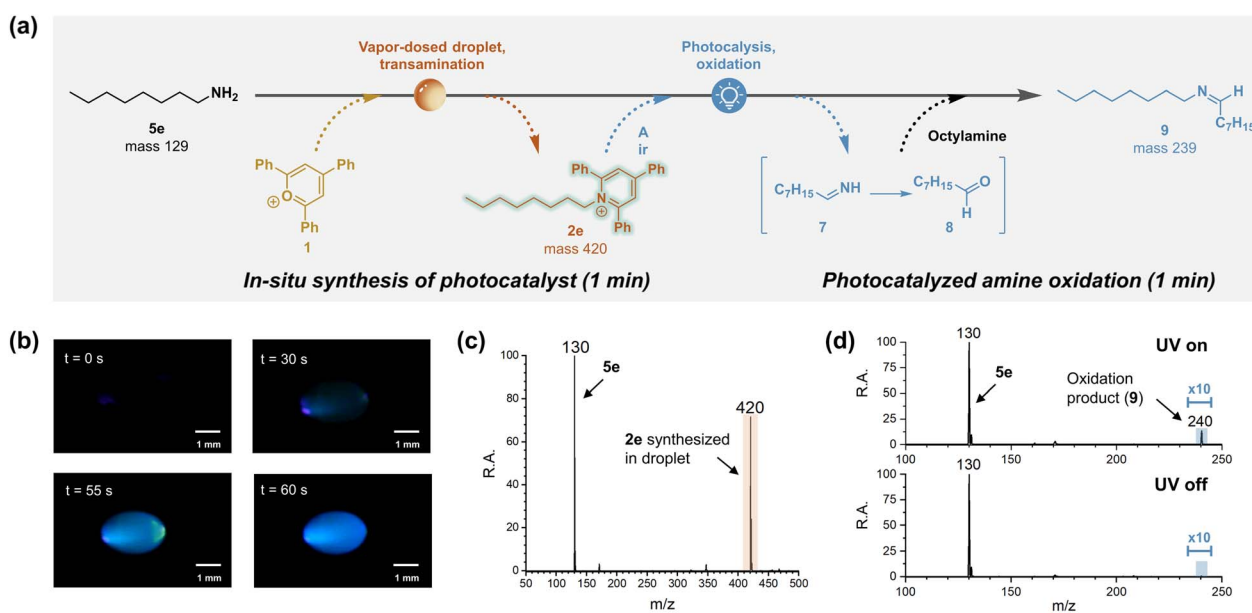 (a)
Vapor-dosed droplet,
transamination
Photocalysis,
oxidation
NH2
5e
mass 129
Ph
Ph
O
⊕
Ph
1
A
ir
Ph
Ph
N
⊕
Ph
2e
mass 420
C7H15
NH
7
C7H15
O
H
8
Octylamine
N
H
C7H15
9
mass 239
In-situ synthesis of photocatalyst (1 min)
Photocatalyzed amine oxidation (1 min)
(b)
t = 0 s
1 mm
t = 30 s
1 mm
t = 55 s
1 mm
t = 60 s
1 mm
(c)
130
5e
420
2e synthesized
in droplet
R.A.
100
80
60
40
20
0
50 100 150 200 250 300 350 400 450 500
m/z
(d)
130
UV on
5e
Oxidation
product (9)
x10
240
R.A.
100
75
50
25
0
100 150 200 250
130
UV off
x10
R.A.
100
75
50
25
0
100 150 200 250
m/z